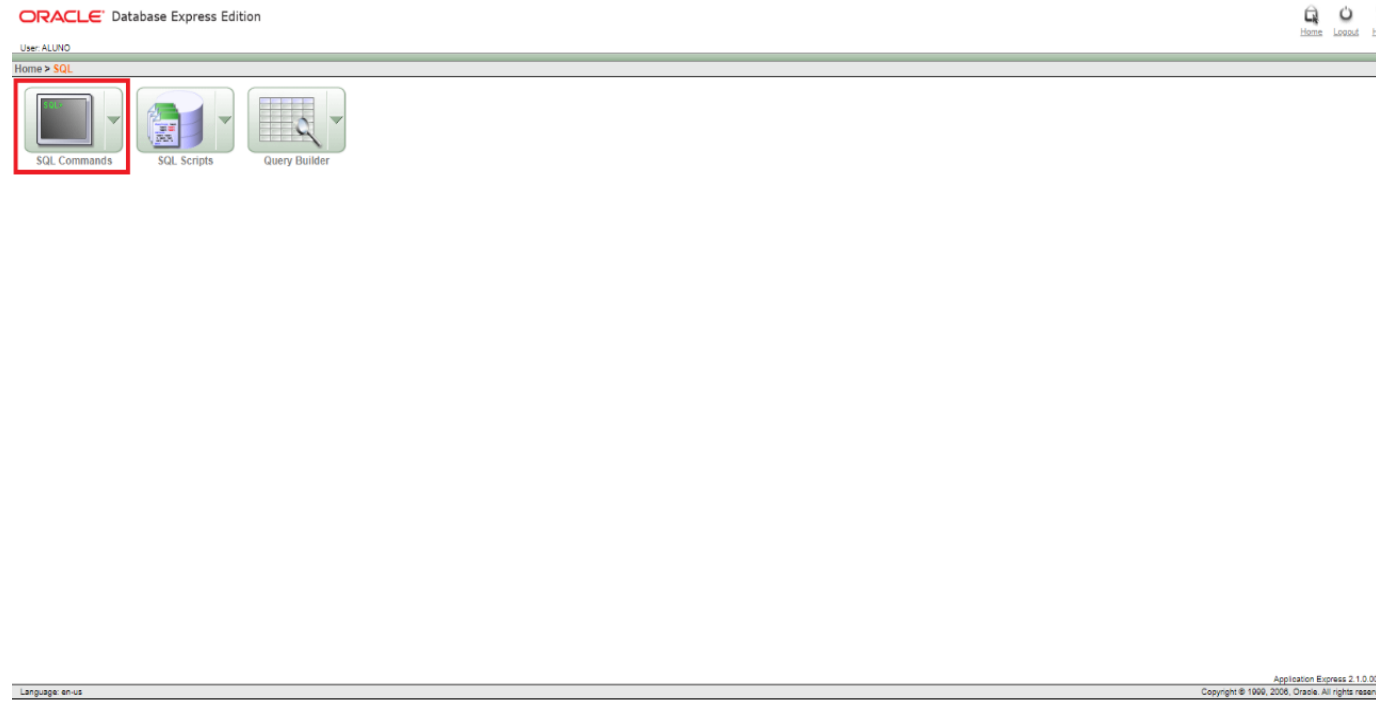 ORACLE® Database Express Edition
Home Logout
User: ALUNO
Home > SQL
SQL>
SQL Commands
SQL Scripts
Query Builder
Application Express 2.1.0.00
Language: en-us
Copyright © 1999, 2006, Oracle. All rights reser